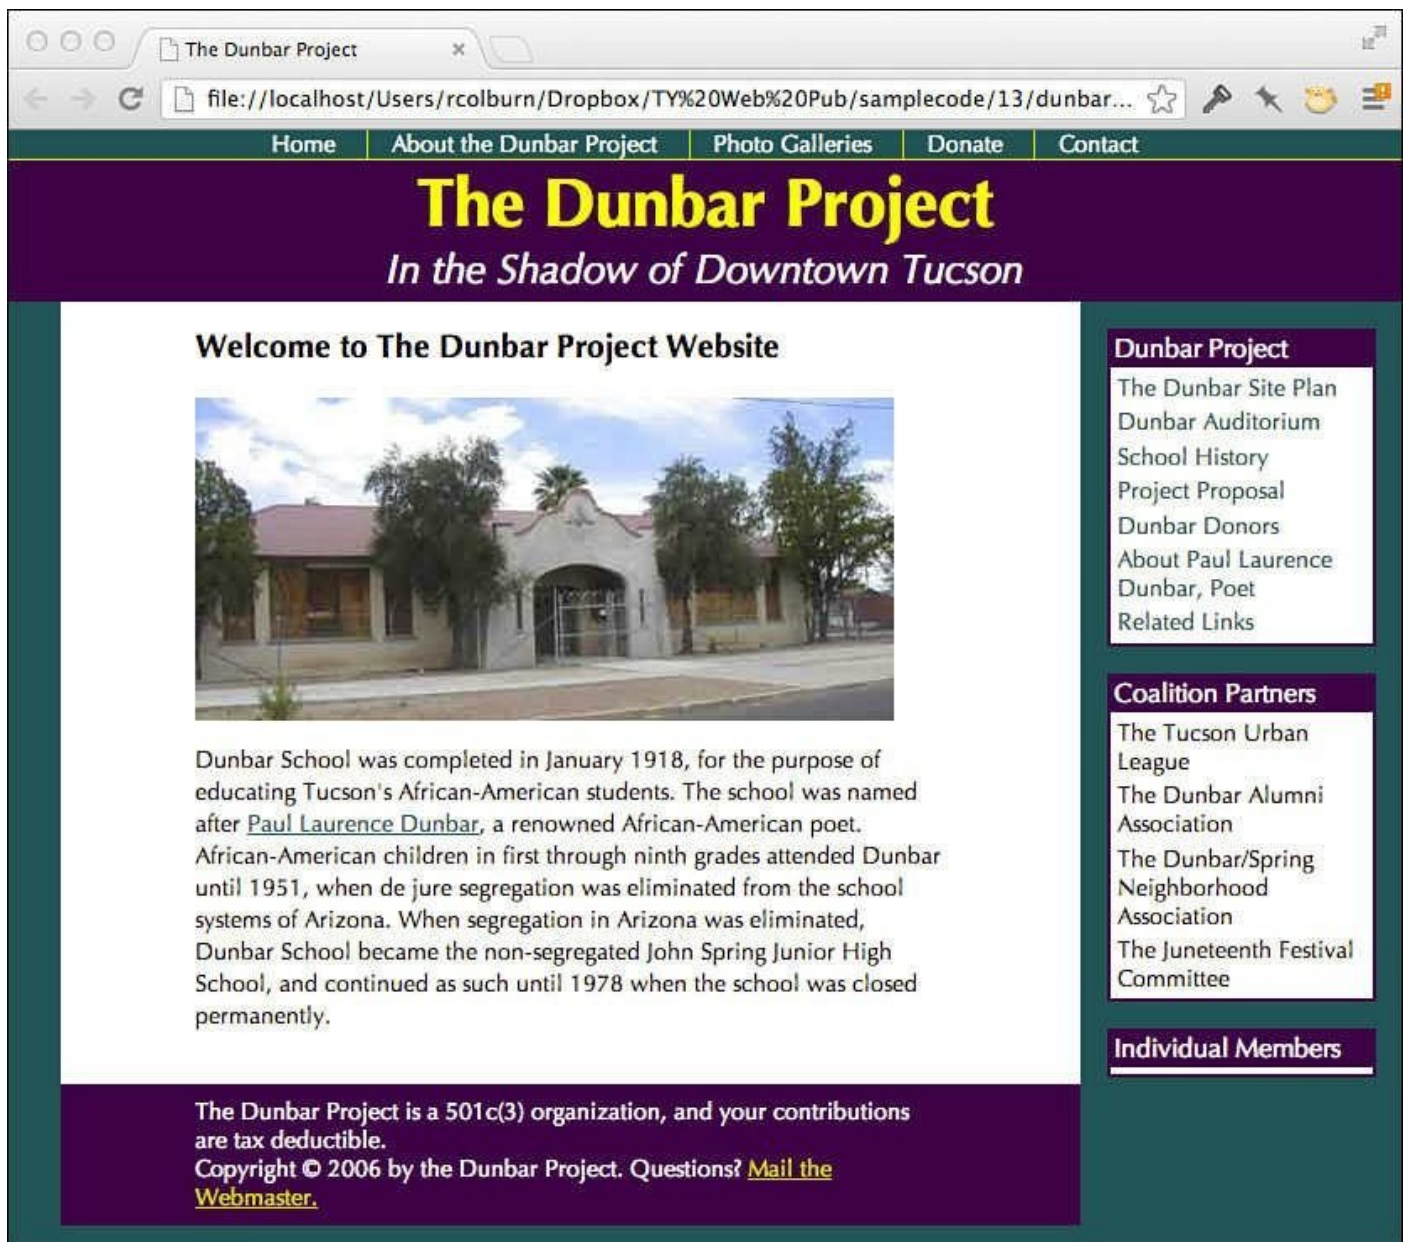 The Dunbar Project
file://localhost/Users/rcolburn/Dropbox/TY%20Web%20Pub/samplecode/13/dunbar...
Home About the Dunbar Project Photo Galleries Donate Contact
The Dunbar Project
In the Shadow of Downtown Tucson
Welcome to The Dunbar Project Website
Dunbar School was completed in January 1918, for the purpose of
educating Tucson's African-American students. The school was named
after Paul Laurence Dunbar, a renowned African-American poet.
African-American children in first through ninth grades attended Dunbar
until 1951, when de jure segregation was eliminated from the school
systems of Arizona. When segregation in Arizona was eliminated,
Dunbar School became the non-segregated John Spring Junior High
School, and continued as such until 1978 when the school was closed
permanently.
The Dunbar Project is a 501c(3) organization, and your contributions
are tax deductible.
Copyright © 2006 by the Dunbar Project. Questions? Mail the
Webmaster.
Dunbar Project
The Dunbar Site Plan
Dunbar Auditorium
School History
Project Proposal
Dunbar Donors
About Paul Laurence
Dunbar, Poet
Related Links
Coalition Partners
The Tucson Urban
League
The Dunbar Alumni
Association
The Dunbar/Spring
Neighborhood
Association
The Juneteenth Festival
Committee
Individual Members